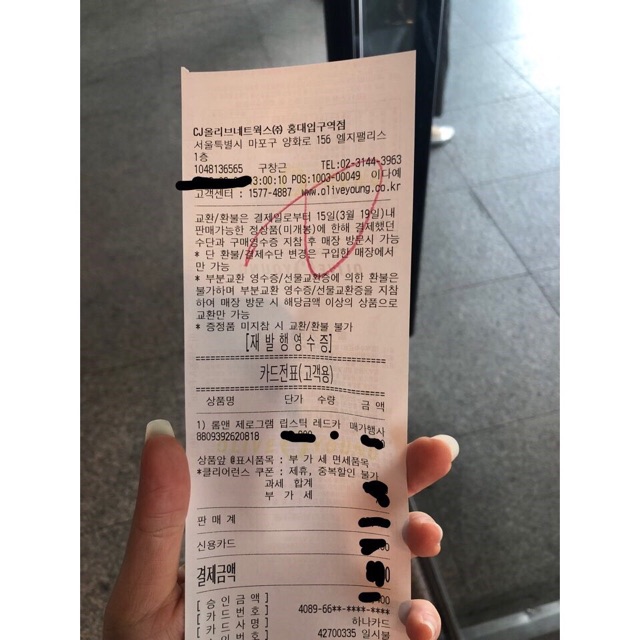 CJ올리브네트웍스㈜ 홍대입구역점
서울특별시 마포구 양화로 156 엘지팰리스
1층
1048136565 구창근 TEL:02-3144-3963
3:00:10 POS:1003-00049 이다예
고객센터 : 1577-4887 www.oliveyoung.co.kr
교환/환불은 결제일로부터 15일(3월 19일)내
판매가능한 정상품(미개봉)에 한해 결제했던
수단과 구매영수증 지참 후 매장 방문시 가능
* 단 환불/결제수단 변경은 구입한 매장에서
만 가능
* 부분교환 영수증/선물교환증에 의한 환불은
불가하며 부분교환 영수증/선물교환증을 지참
하여 매장 방문 시 해당금액 이상의 상품으로
교환만 가능
* 증정품 미지참 시 교환/환불 불가
[재 발 행 영 수 증]
카드전표(고객용)
상품명 단가 수량 금 액
1) 롬앤 제로그램 립스틱 레드카 매가행사
8809392620818
상품앞 @표시품목 : 부 가 세 면세품목
*클리어런스 쿠폰 : 제휴, 중복할인 불가
과세 합계
부 가 세
판 매 계
신용카드
결제금액
[ 승 인 금 액 ]
[ 카 드 번 호 ] 4089-66**-****-****
[ 카 드 사 명 ] 하나카드
42700335 일시불